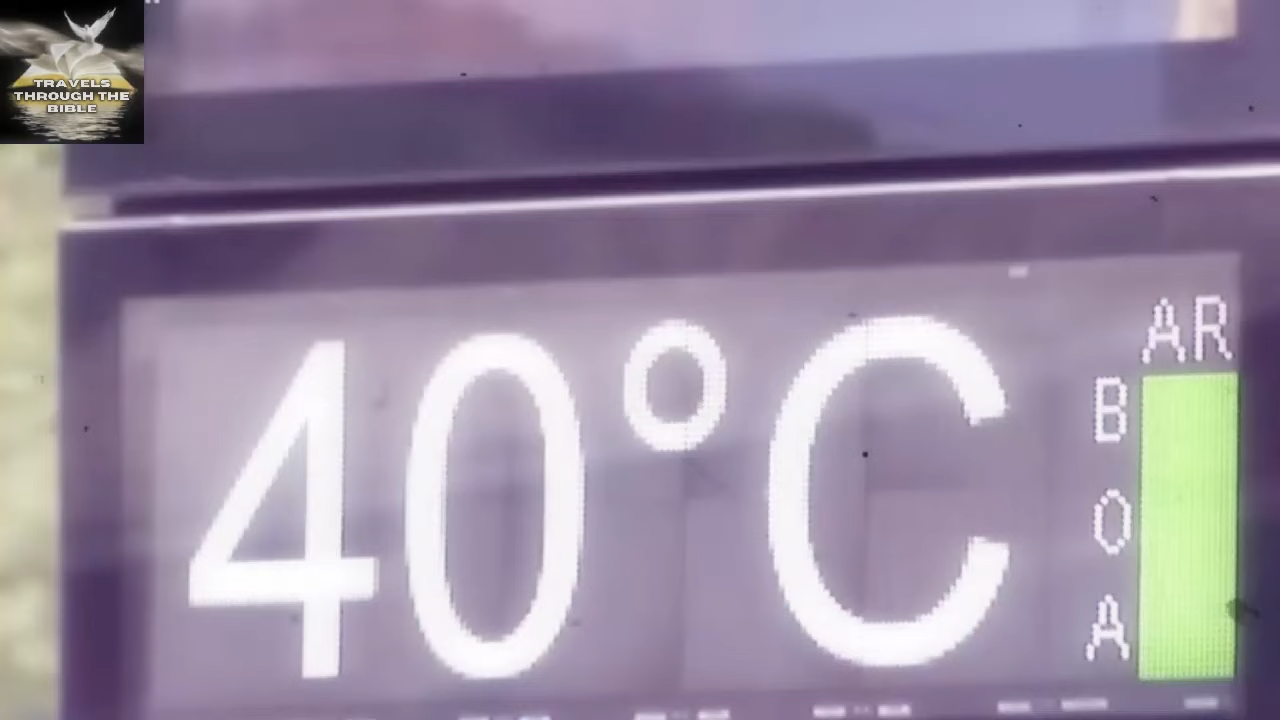 TRAVELS
THROUGH THE
BIBLE
40°C
AR
BOA